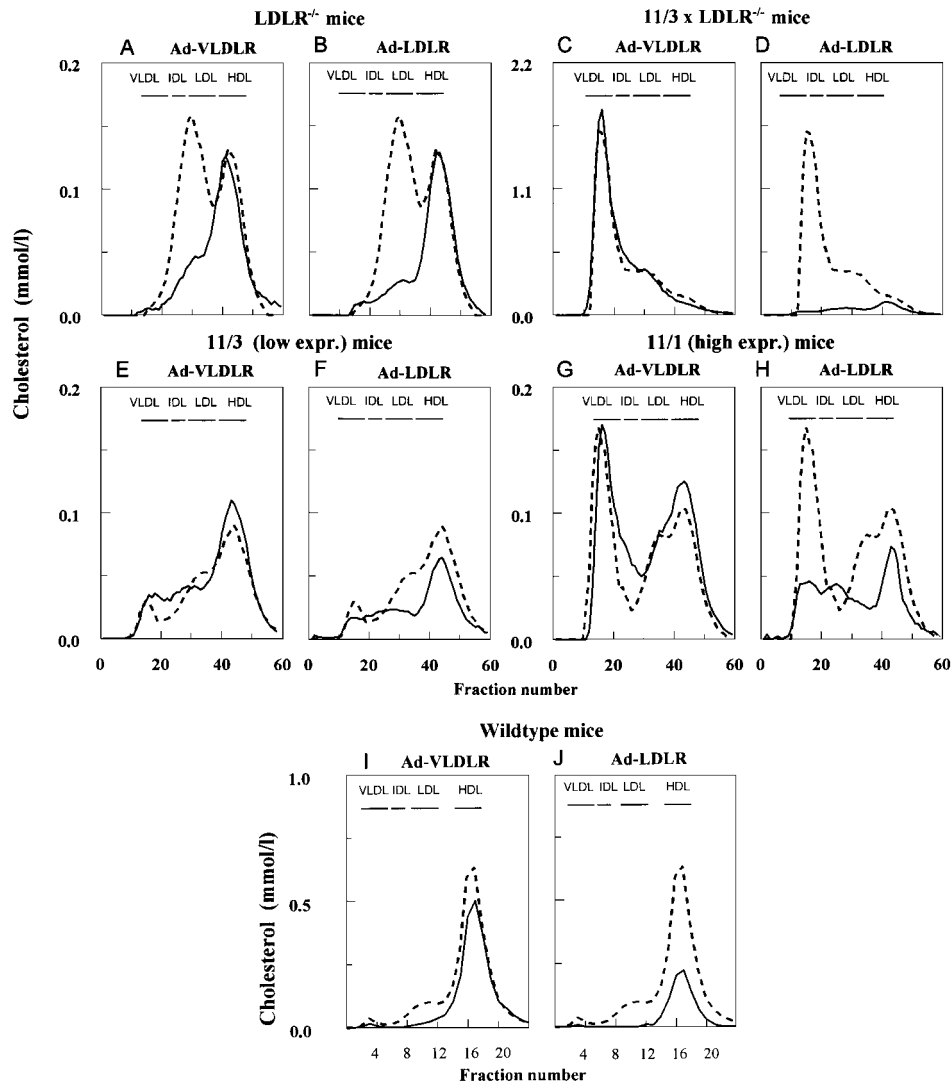 LDLR-/- mice
11/3 x LDLR-/- mice
A Ad-VLDLR
B Ad-LDLR
C Ad-VLDLR
D Ad-LDLR
0.2
2.2
VLDL IDL LDL HDL
VLDL IDL LDL HDL
VLDL IDL LDL HDL
VLDL IDL LDL HDL
0.1
1.1
0.0
0.0
Cholesterol (mmol/l)
11/3 (low expr.) mice
11/1 (high expr.) mice
E Ad-VLDLR
F Ad-LDLR
G Ad-VLDLR
H Ad-LDLR
0.2
0.2
VLDL IDL LDL HDL
VLDL IDL LDL HDL
VLDL IDL LDL HDL
VLDL IDL LDL HDL
0.1
0.1
0.0
0.0
0 20 40 60
0 20 40 60
0 20 40 60
0 20 40 60
Fraction number
Fraction number
Wildtype mice
I Ad-VLDLR
J Ad-LDLR
1.0
VLDL IDL LDL HDL
VLDL IDL LDL HDL
0.5
0.0
Cholesterol (mmol/l)
4 8 12 16 20
4 8 12 16 20
Fraction number